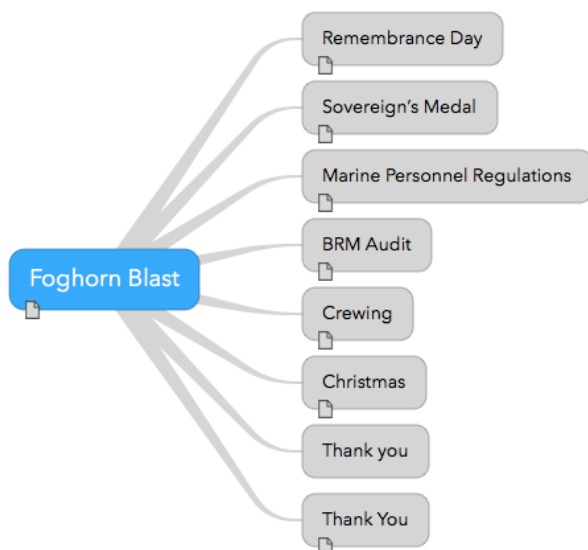 Foghorn Blast
Remembrance Day
Sovereign's Medal
Marine Personnel Regulations
BRM Audit
Crewing
Christmas
Thank you
Thank You